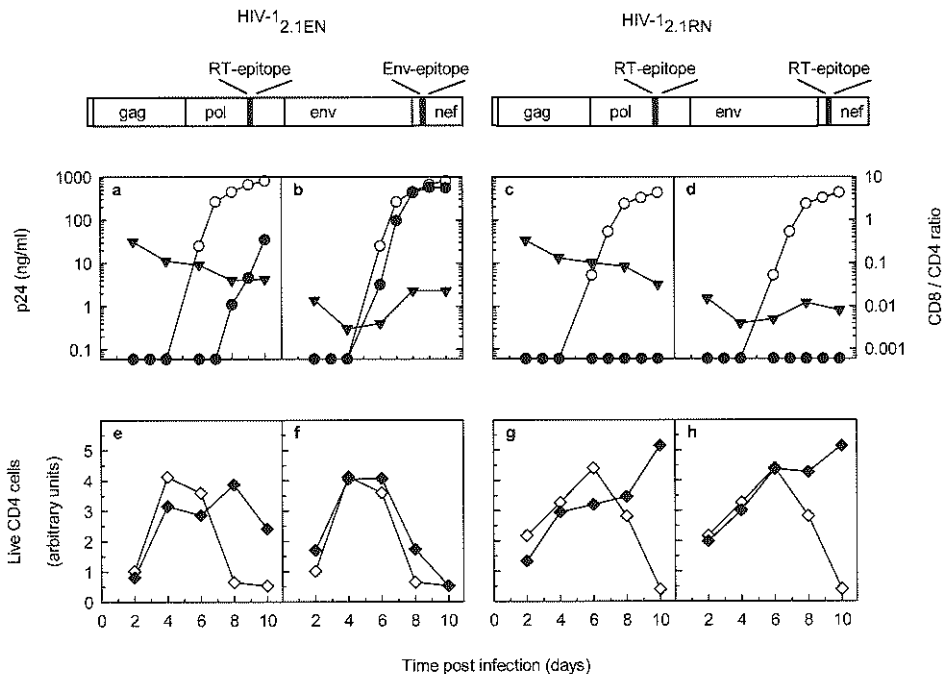 HIV-1 2.1EN HIV-1 2.1RN
RT-epitope Env-epitope RT-epitope RT-epitope
gag pol env nef gag pol env nef
a b c d
1000 100 10 1 0.1
p24 (ng/ml)
10 1 0.1 0.01 0.001
CD8 / CD4 ratio
e f g h
5 4 3 2 1 0
Live CD4 cells
(arbitrary units)
0 2 4 6 8 10 2 4 6 8 10 0 2 4 6 8 10 2 4 6 8 10
Time post infection (days)